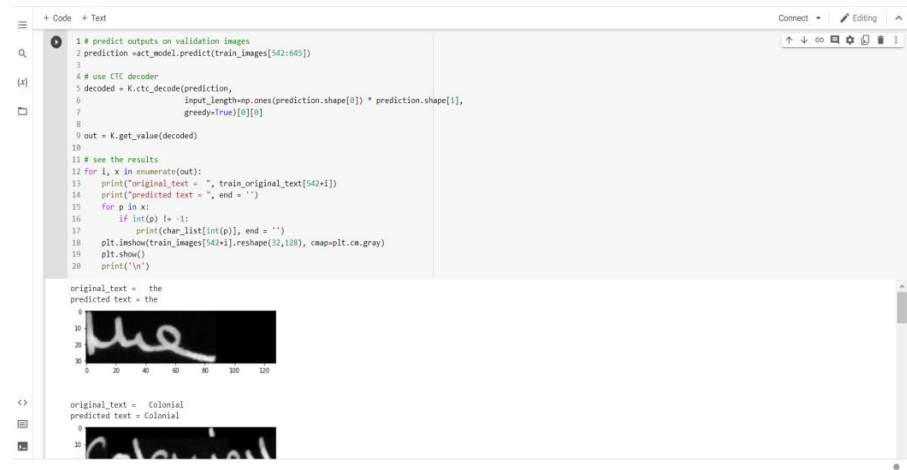 + Code + Text
Connect Editing
1 # predict outputs on validation images
2 prediction =act_model.predict(train_images[542:645])
3
4 # use CTC decoder
5 decoded = K.ctc_decode(prediction,
6 input_length=np.ones(prediction.shape[0]) * prediction.shape[1],
7 greedy=True)[0][0]
8
9 out = K.get_value(decoded)
10
11 # see the results
12 for i, x in enumerate(out):
13 print("original_text = ", train_original_text[542+i])
14 print("predicted text = ", end = '')
15 for p in x:
16 if int(p) != -1:
17 print(char_list[int(p)], end = '')
18 plt.imshow(train_images[542+i].reshape(32,128), cmap=plt.cm.gray)
19 plt.show()
20 print('\n')
original_text = the
predicted text = the
0
10
20
30
the
0 20 40 60 80 100 120
original_text = Colonial
predicted text = Colonial
0
10
Colonial
{x}
<>